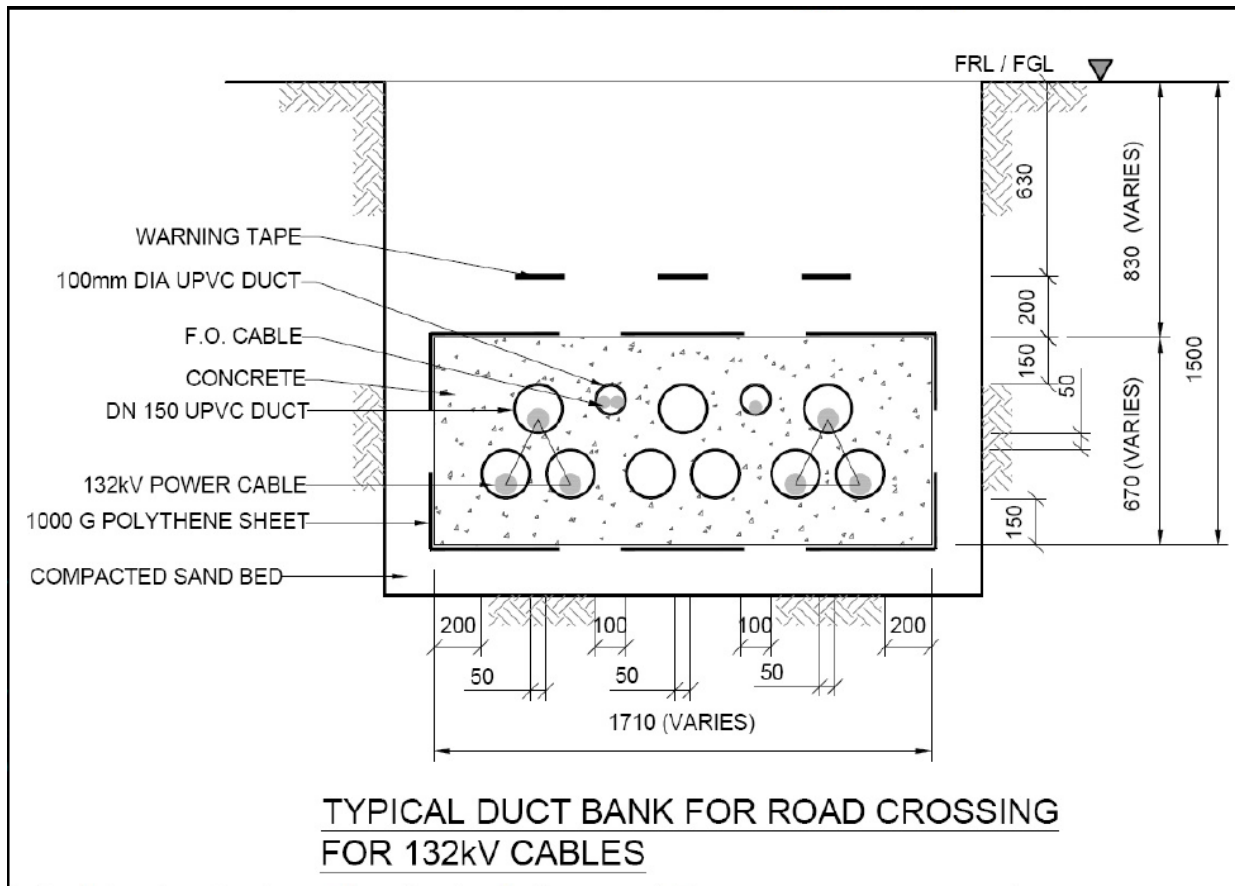 FRL / FGL
630
830 (VARIES)
200
150
50
1500
670 (VARIES)
150
WARNING TAPE
100mm DIA UPVC DUCT
F.O. CABLE
CONCRETE
DN 150 UPVC DUCT
132kV POWER CABLE
1000 G POLYTHENE SHEET
COMPACTED SAND BED
200
100
100
200
50
50
50
1710 (VARIES)
TYPICAL DUCT BANK FOR ROAD CROSSING
FOR 132kV CABLES